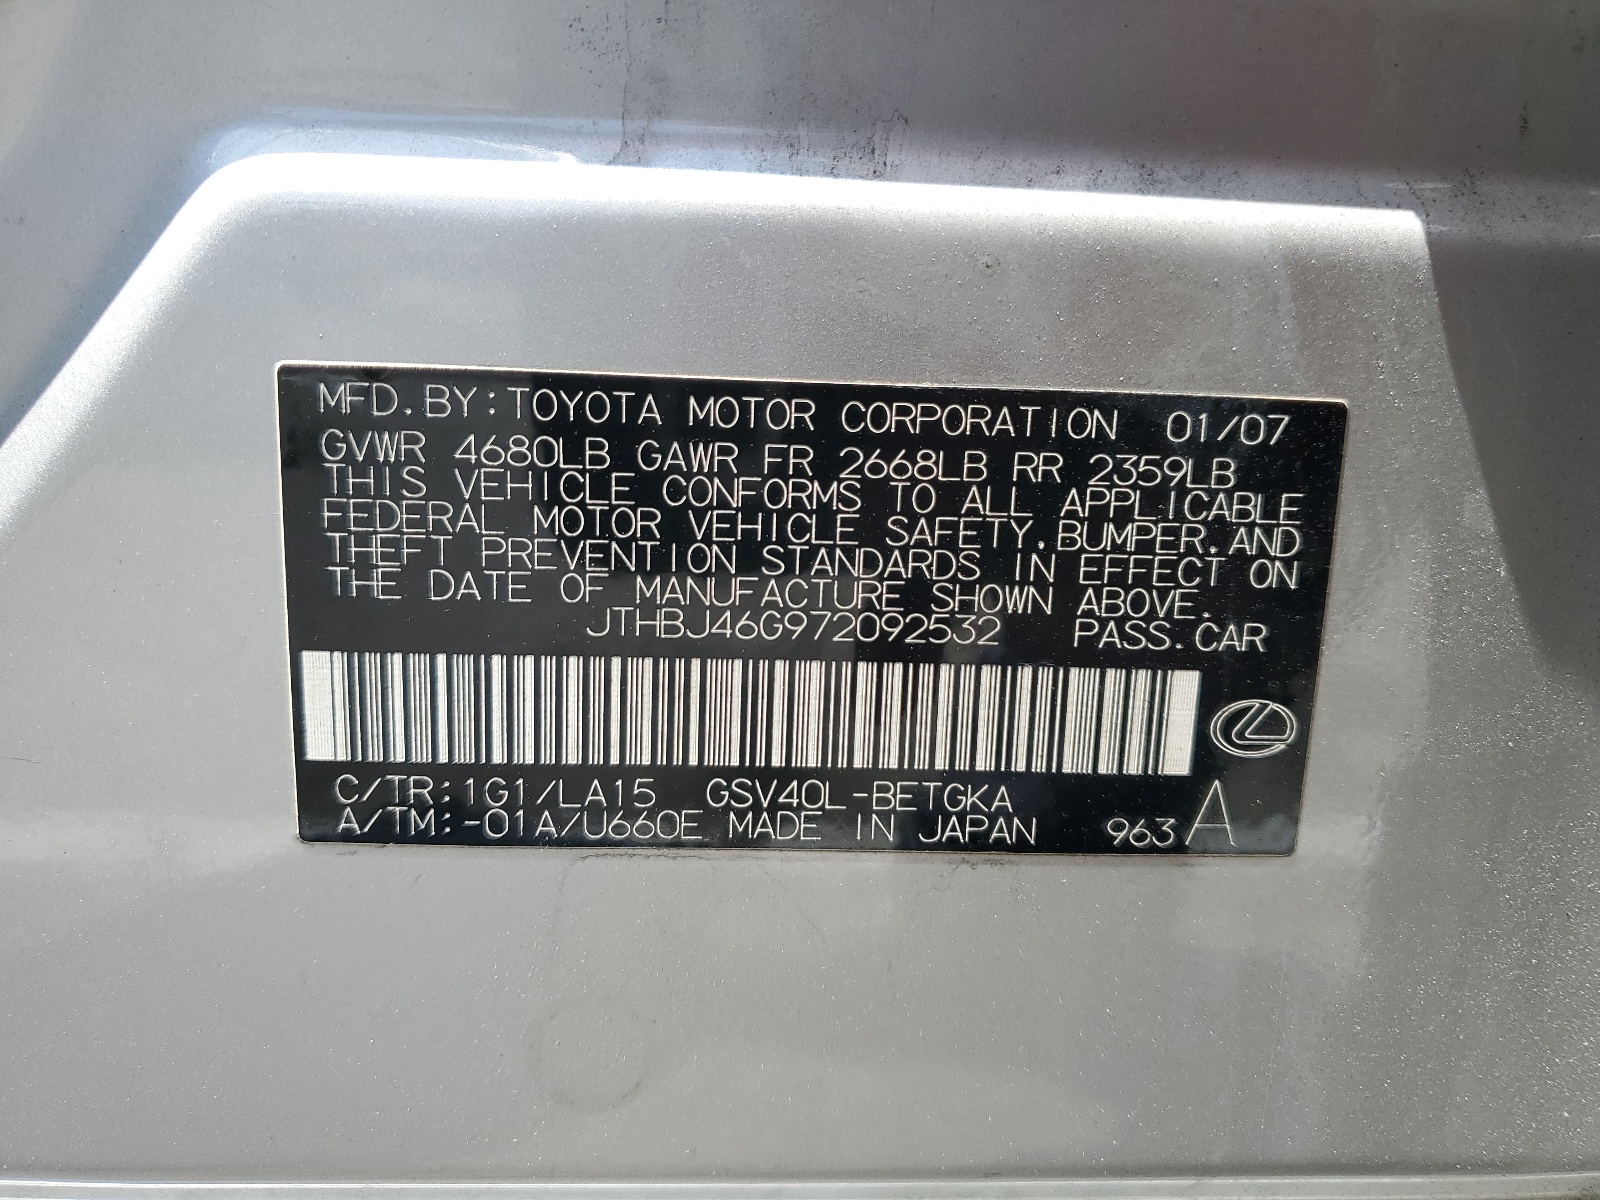 MFD.BY:TOYOTA MOTOR CORPORATION 01/07
GVWR 4680LB GAWR FR 2668LB RR 2359LB
THIS VEHICLE CONFORMS TO ALL APPLICABLE
FEDERAL MOTOR VEHICLE SAFETY,BUMPER,AND
THEFT PREVENTION STANDARDS IN EFFECT ON
THE DATE OF MANUFACTURE SHOWN ABOVE.
JTHBJ46G972092532 PASS.CAR
C/TR:1G1/LA15 GSV40L-BETGKA
A/TM:-01A/U660E MADE IN JAPAN 963 A